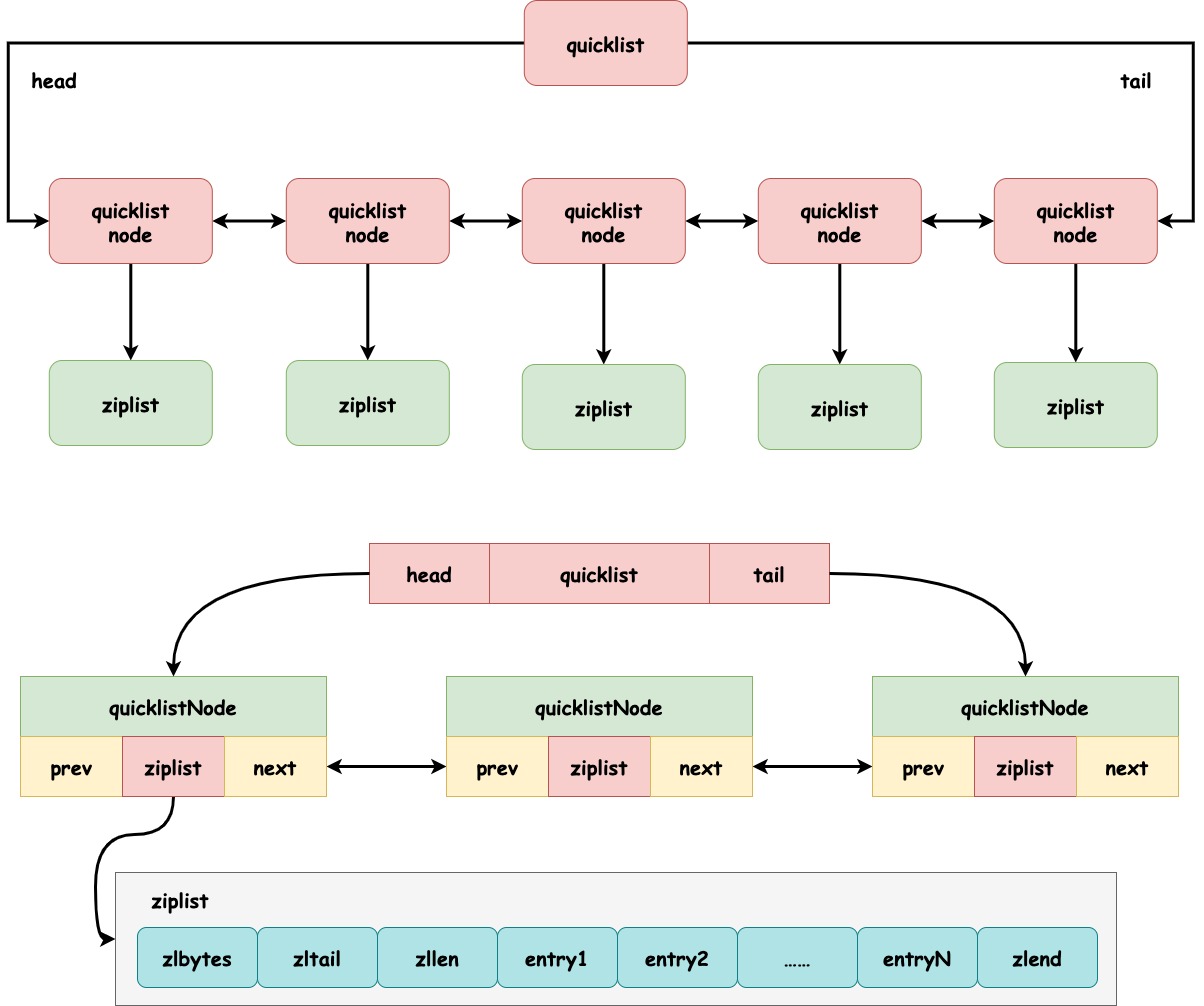 quicklist
head
tail
quicklist
node
quicklist
node
quicklist
node
quicklist
node
quicklist
node
ziplist
ziplist
ziplist
ziplist
ziplist
head
quicklist
tail
quicklistNode
quicklistNode
quicklistNode
prev
ziplist
next
prev
ziplist
next
prev
ziplist
next
ziplist
zlbytes
zltail
zllen
entry1
entry2
......
entryN
zlend